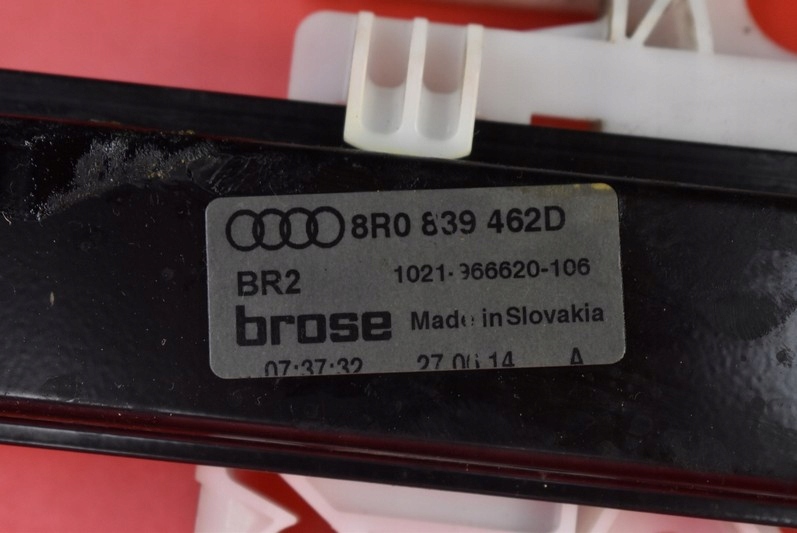 8R0 839 462D
BR2 1021-966620-106
brose Made in Slovakia
07:37:32 27.06.14 A